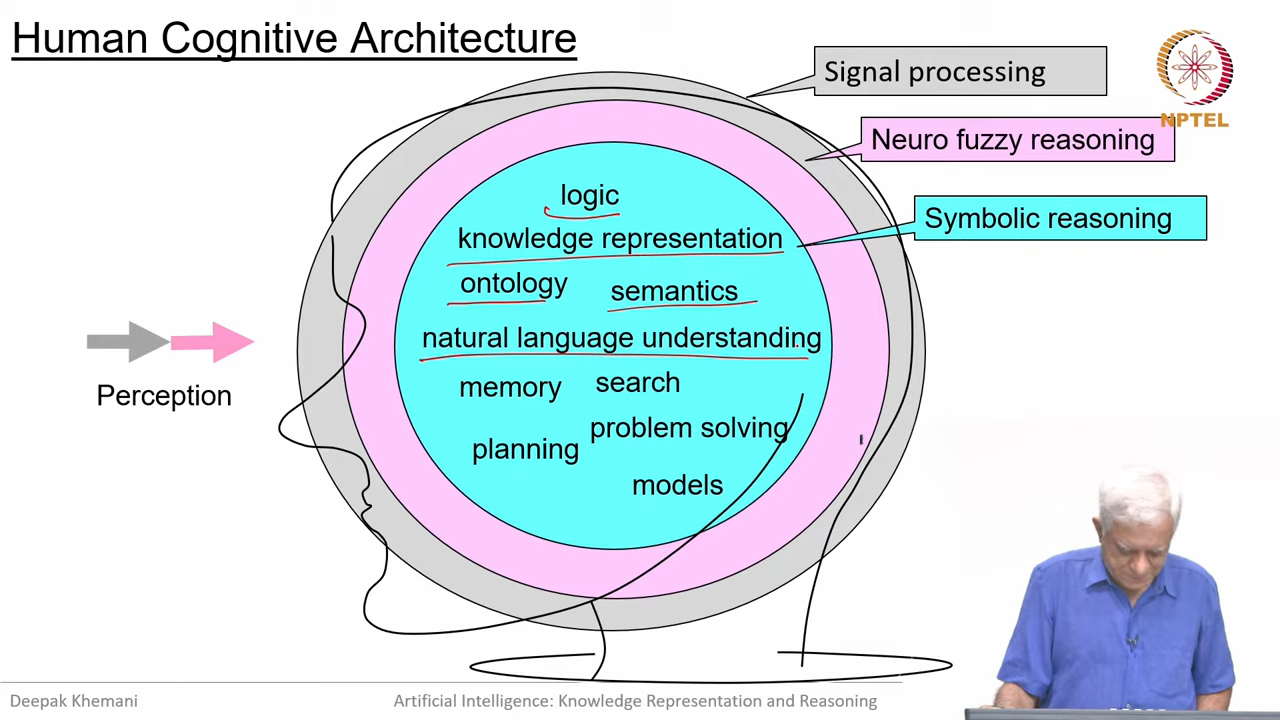 Human Cognitive Architecture
Signal processing
NPTEL
Neuro fuzzy reasoning
Symbolic reasoning
logic
knowledge representation
ontology
semantics
natural language understanding
memory
search
problem solving
planning
models
Perception
Deepak Khemani
Artificial Intelligence: Knowledge Representation and Reasoning